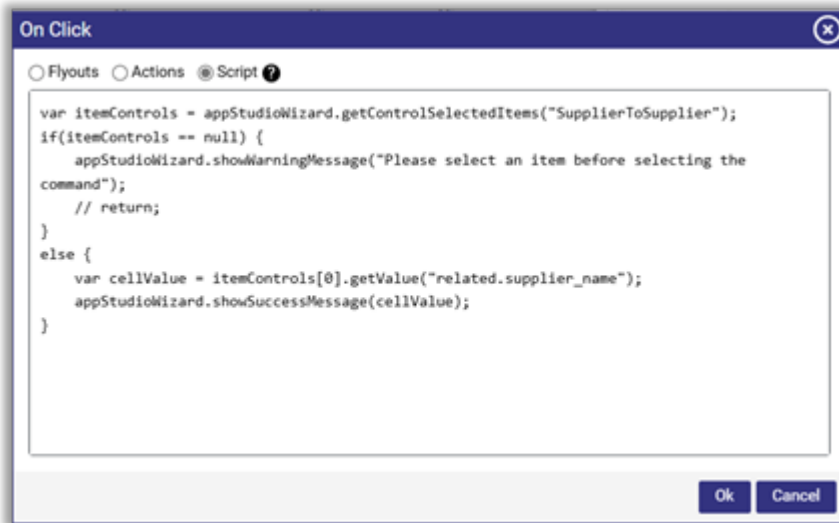 On Click
Flyouts Actions Script ?
var itemControls = appStudioWizard.getControlSelectedItems("SupplierToSupplier");
if(itemControls == null) {
    appStudioWizard.showWarningMessage("Please select an item before selecting the
command");
    // return;
}
else {
    var cellValue = itemControls[0].getValue("related.supplier_name");
    appStudioWizard.showSuccessMessage(cellValue);
}
Ok Cancel